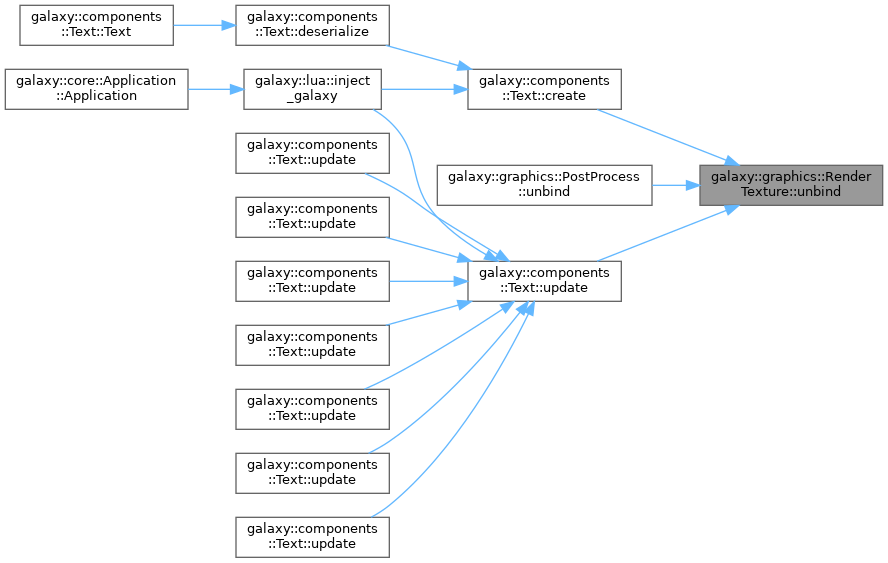 galaxy::components
::Text::Text
galaxy::components
::Text::deserialize
galaxy::core::Application
::Application
galaxy::lua::inject
_galaxy
galaxy::components
::Text::create
galaxy::components
::Text::update
galaxy::graphics::PostProcess
::unbind
galaxy::graphics::Render
Texture::unbind
galaxy::components
::Text::update
galaxy::components
::Text::update
galaxy::components
::Text::update
galaxy::components
::Text::update
galaxy::components
::Text::update
galaxy::components
::Text::update
galaxy::components
::Text::update